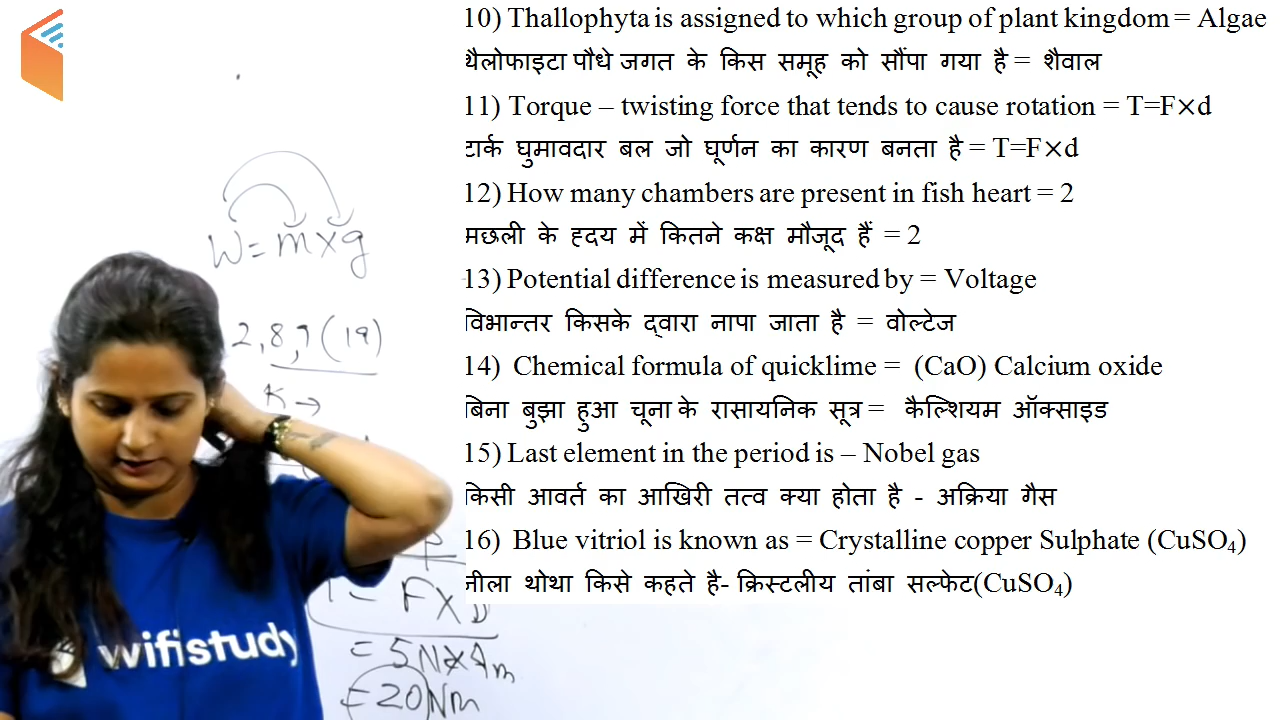 10) Thallophyta is assigned to which group of plant kingdom = Algae
थैलोफाइटा पौधे जगत के किस समूह को सौंपा गया है = शैवाल
11) Torque – twisting force that tends to cause rotation = T=F×d
टार्क घुमावदार बल जो घूर्णन का कारण बनता है = T=F×d
12) How many chambers are present in fish heart = 2
मछली के ह्दय में कितने कक्ष मौजूद हैं = 2
13) Potential difference is measured by = Voltage
विभान्तर किसके द्वारा नापा जाता है = वोल्टेज
14) Chemical formula of quicklime = (CaO) Calcium oxide
बिना बुझा हुआ चूना के रासायनिक सूत्र = कैल्शियम ऑक्साइड
15) Last element in the period is – Nobel gas
किसी आवर्त का आखिरी तत्व क्या होता है - अक्रिया गैस
16) Blue vitriol is known as = Crystalline copper Sulphate (CuSO₄)
नीला थोथा किसे कहते है- क्रिस्टलीय तांबा सल्फेट(CuSO₄)
W = m × g
2,8,9 (19)
K →
= F × D
= 5N × 4m
= 20 Nm
wifistudy